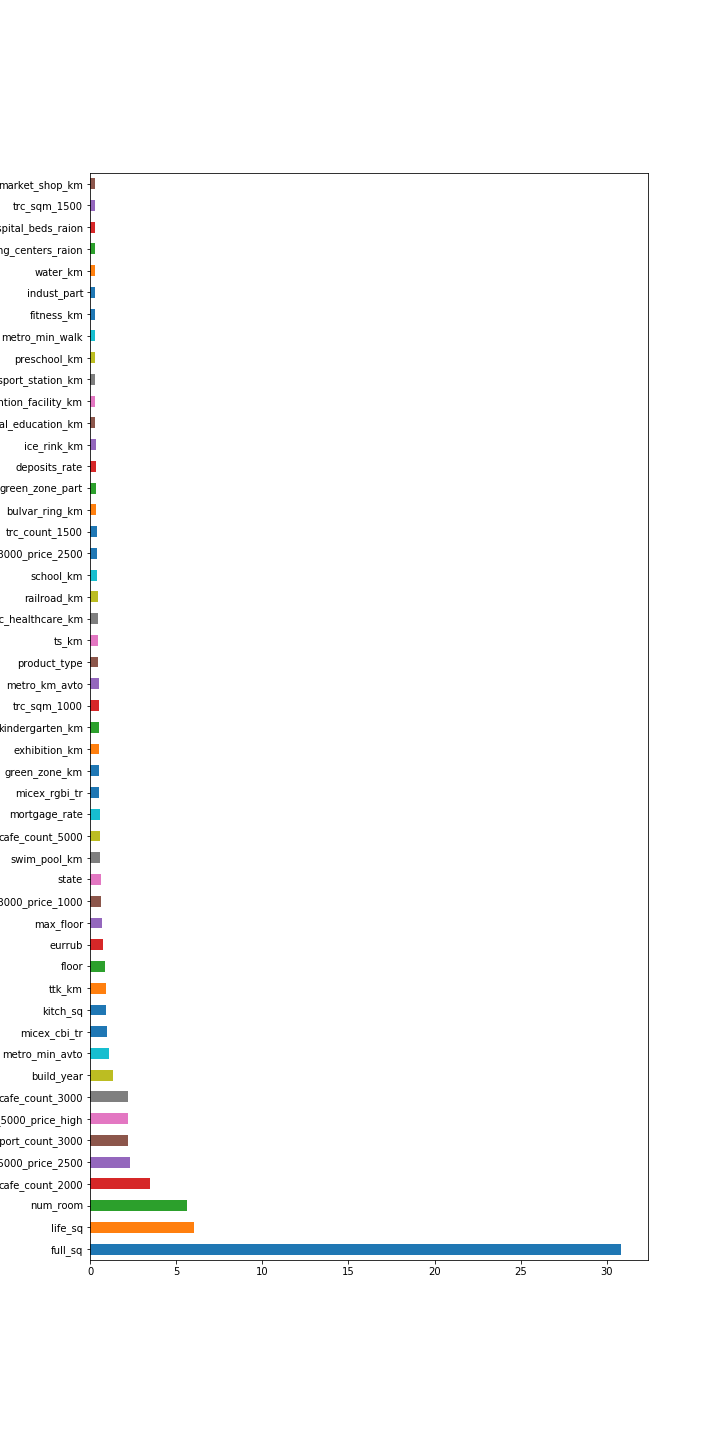 market_shop_km
trc_sqm_1500
spital_beds_raion
ng_centers_raion
water_km
indust_part
fitness_km
metro_min_walk
preschool_km
sport_station_km
ntion_facility_km
al_education_km
ice_rink_km
deposits_rate
green_zone_part
bulvar_ring_km
trc_count_1500
3000_price_2500
school_km
railroad_km
c_healthcare_km
ts_km
product_type
metro_km_avto
trc_sqm_1000
kindergarten_km
exhibition_km
green_zone_km
micex_rgbi_tr
mortgage_rate
cafe_count_5000
swim_pool_km
state
3000_price_1000
max_floor
eurrub
floor
ttk_km
kitch_sq
micex_cbi_tr
metro_min_avto
build_year
cafe_count_3000
_5000_price_high
port_count_3000
5000_price_2500
cafe_count_2000
num_room
life_sq
full_sq
0 5 10 15 20 25 30